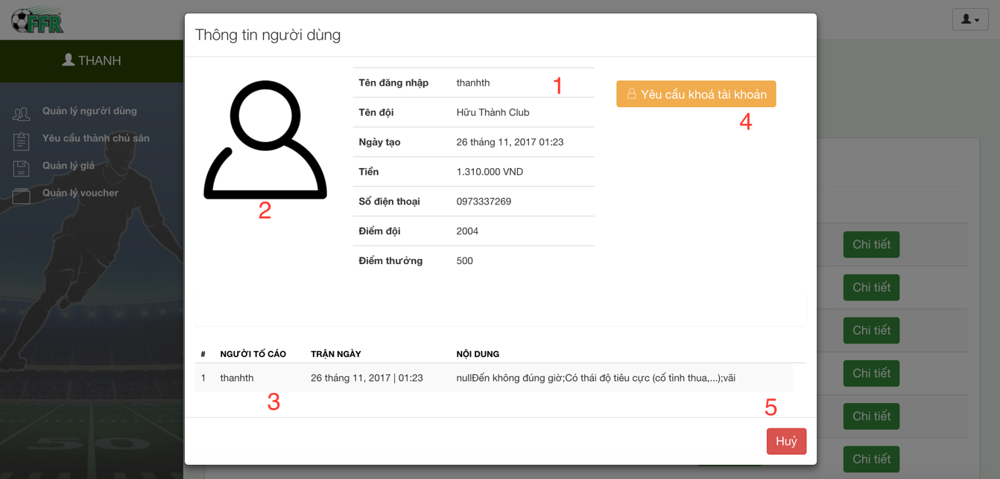 FFR
THANH
Quản lý người dùng
Yêu cầu thành chủ sân
Quản lý giá
Quản lý voucher
50
Thông tin người dùng
Tên đăng nhập thanhth 1
Tên đội Hữu Thành Club
Ngày tạo 26 tháng 11, 2017 01:23
Tiền 1.310.000 VND
Số điện thoại 0973337269
Điểm đội 2004
Điểm thưởng 500
2
Yêu cầu khoá tài khoản
4
# NGƯỜI TỐ CÁO TRẬN NGÀY NỘI DUNG
1 thanhth 26 tháng 11, 2017 | 01:23 nullĐến không đúng giờ;Có thái độ tiêu cực (cố tình thua,...);vãi
3
5
Huỷ
Chi tiết
Chi tiết
Chi tiết
Chi tiết
Chi tiết
Chi tiết